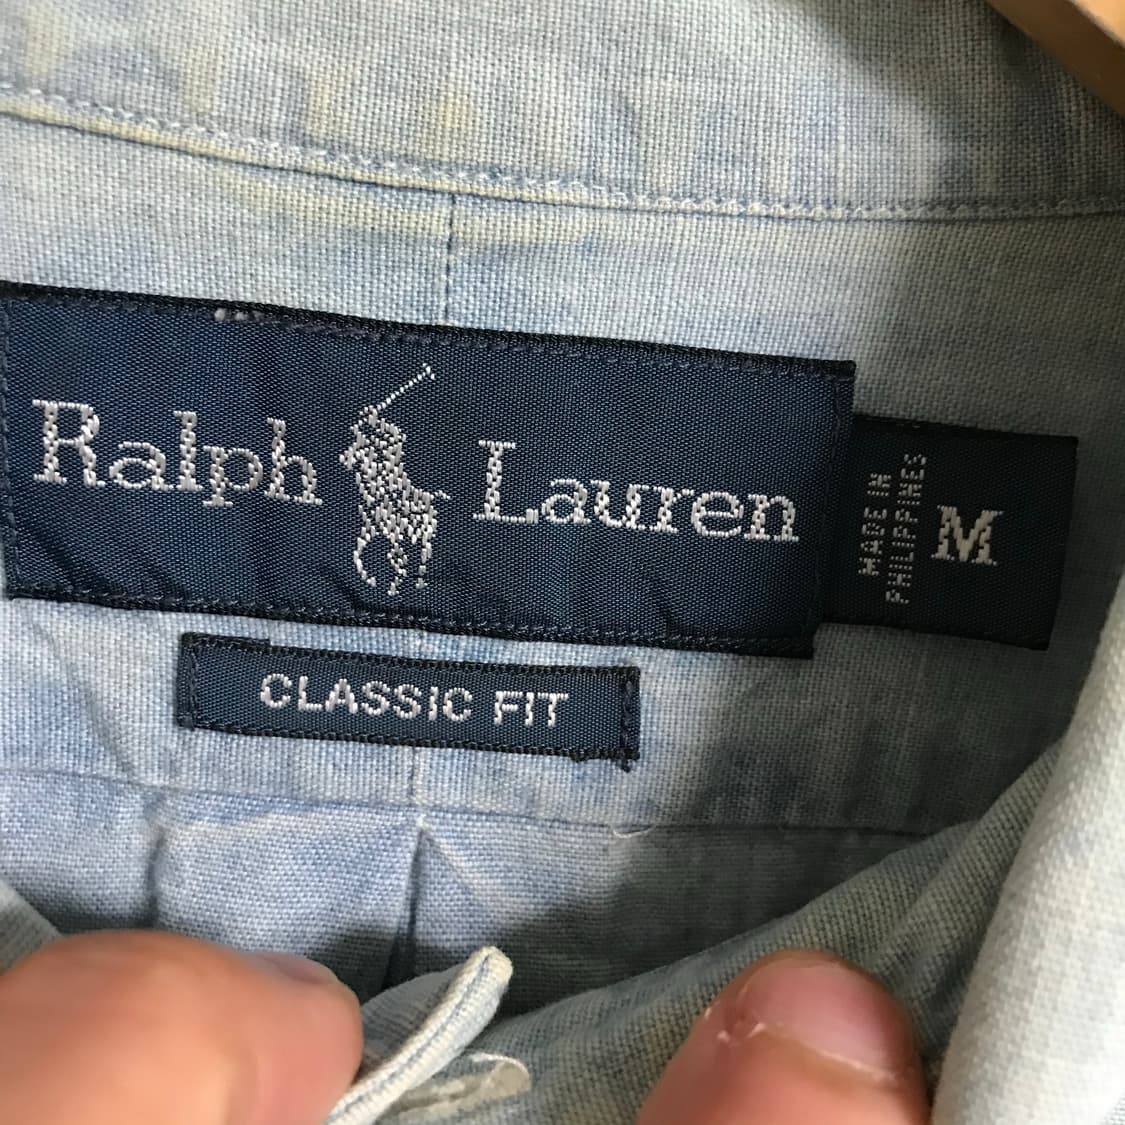 Ralph Lauren
MADE IN
PHILIPPINES
M
CLASSIC FIT